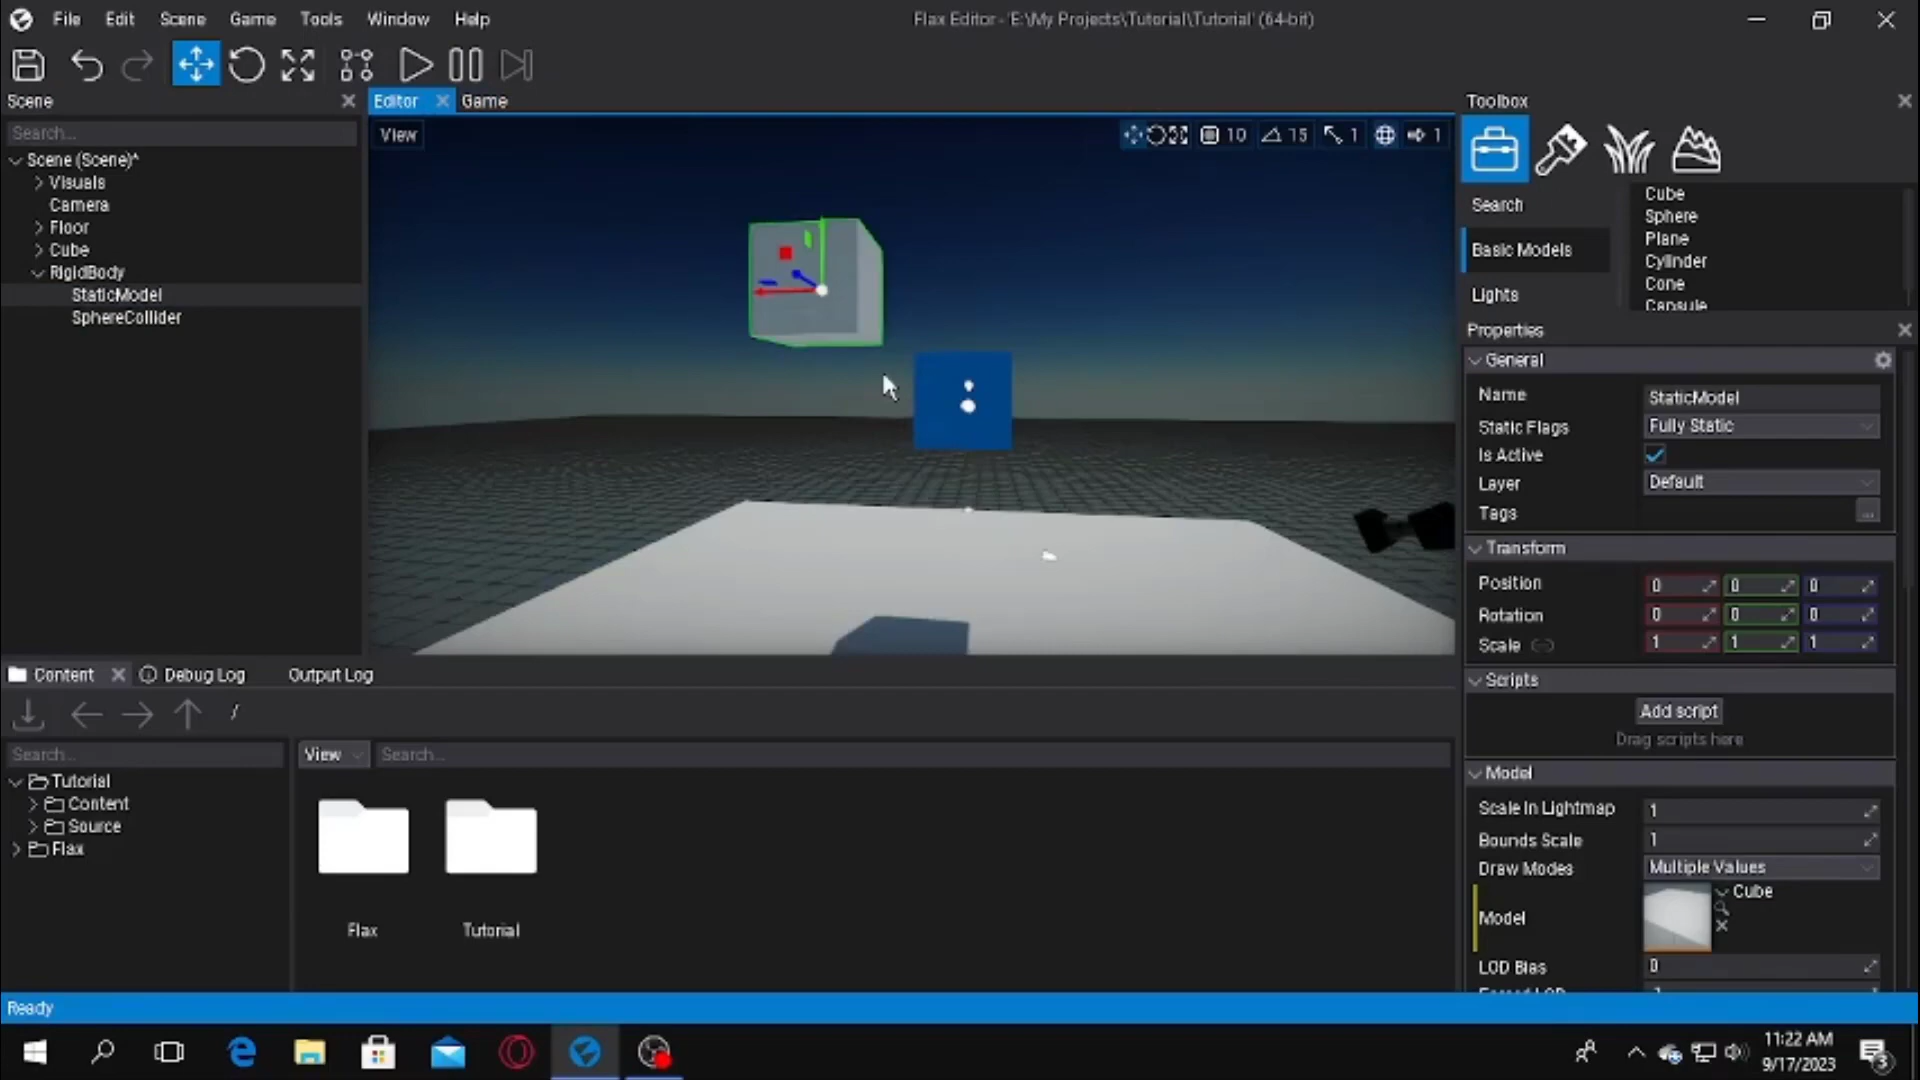 File Edit Scene Game Tools Window Help
Flax Editor - 'E:\My Projects\Tutorial\Tutorial' (64-bit)
Scene
Search...
Scene (Scene)*
Visuals
Camera
Floor
Cube
RigidBody
StaticModel
SphereCollider
Editor Game
View
10 15 1 1
Toolbox
Search
Basic Models
Lights
Cube
Sphere
Plane
Cylinder
Cone
Capsule
Properties
General
Name StaticModel
Static Flags Fully Static
Is Active
Layer Default
Tags ...
Transform
Position 0 0 0
Rotation 0 0 0
Scale 1 1 1
Scripts
Add script
Drag scripts here
Model
Scale In Lightmap 1
Bounds Scale 1
Draw Modes Multiple Values
Model Cube
LOD Bias 0
Content Debug Log Output Log
/
Search...
Tutorial
Content
Source
Flax
View Search...
Flax Tutorial
Ready
11:22 AM
9/17/2023
3